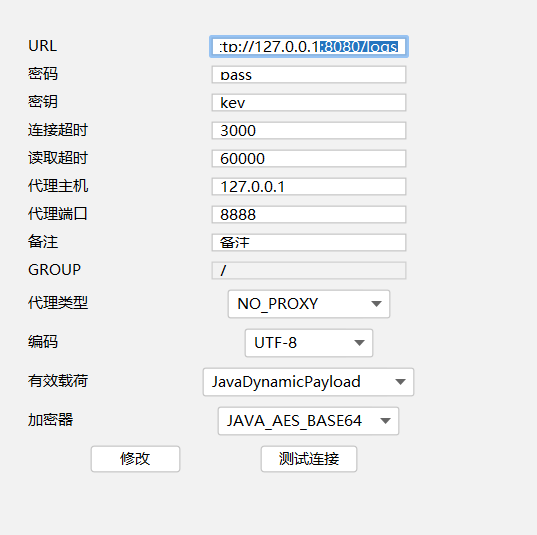 URL tp://127.0.0.1:8080/logs
密码 pass
密钥 key
连接超时 3000
读取超时 60000
代理主机 127.0.0.1
代理端口 8888
备注 备注
GROUP /
代理类型 NO_PROXY
编码 UTF-8
有效载荷 JavaDynamicPayload
加密器 JAVA_AES_BASE64
修改 测试连接